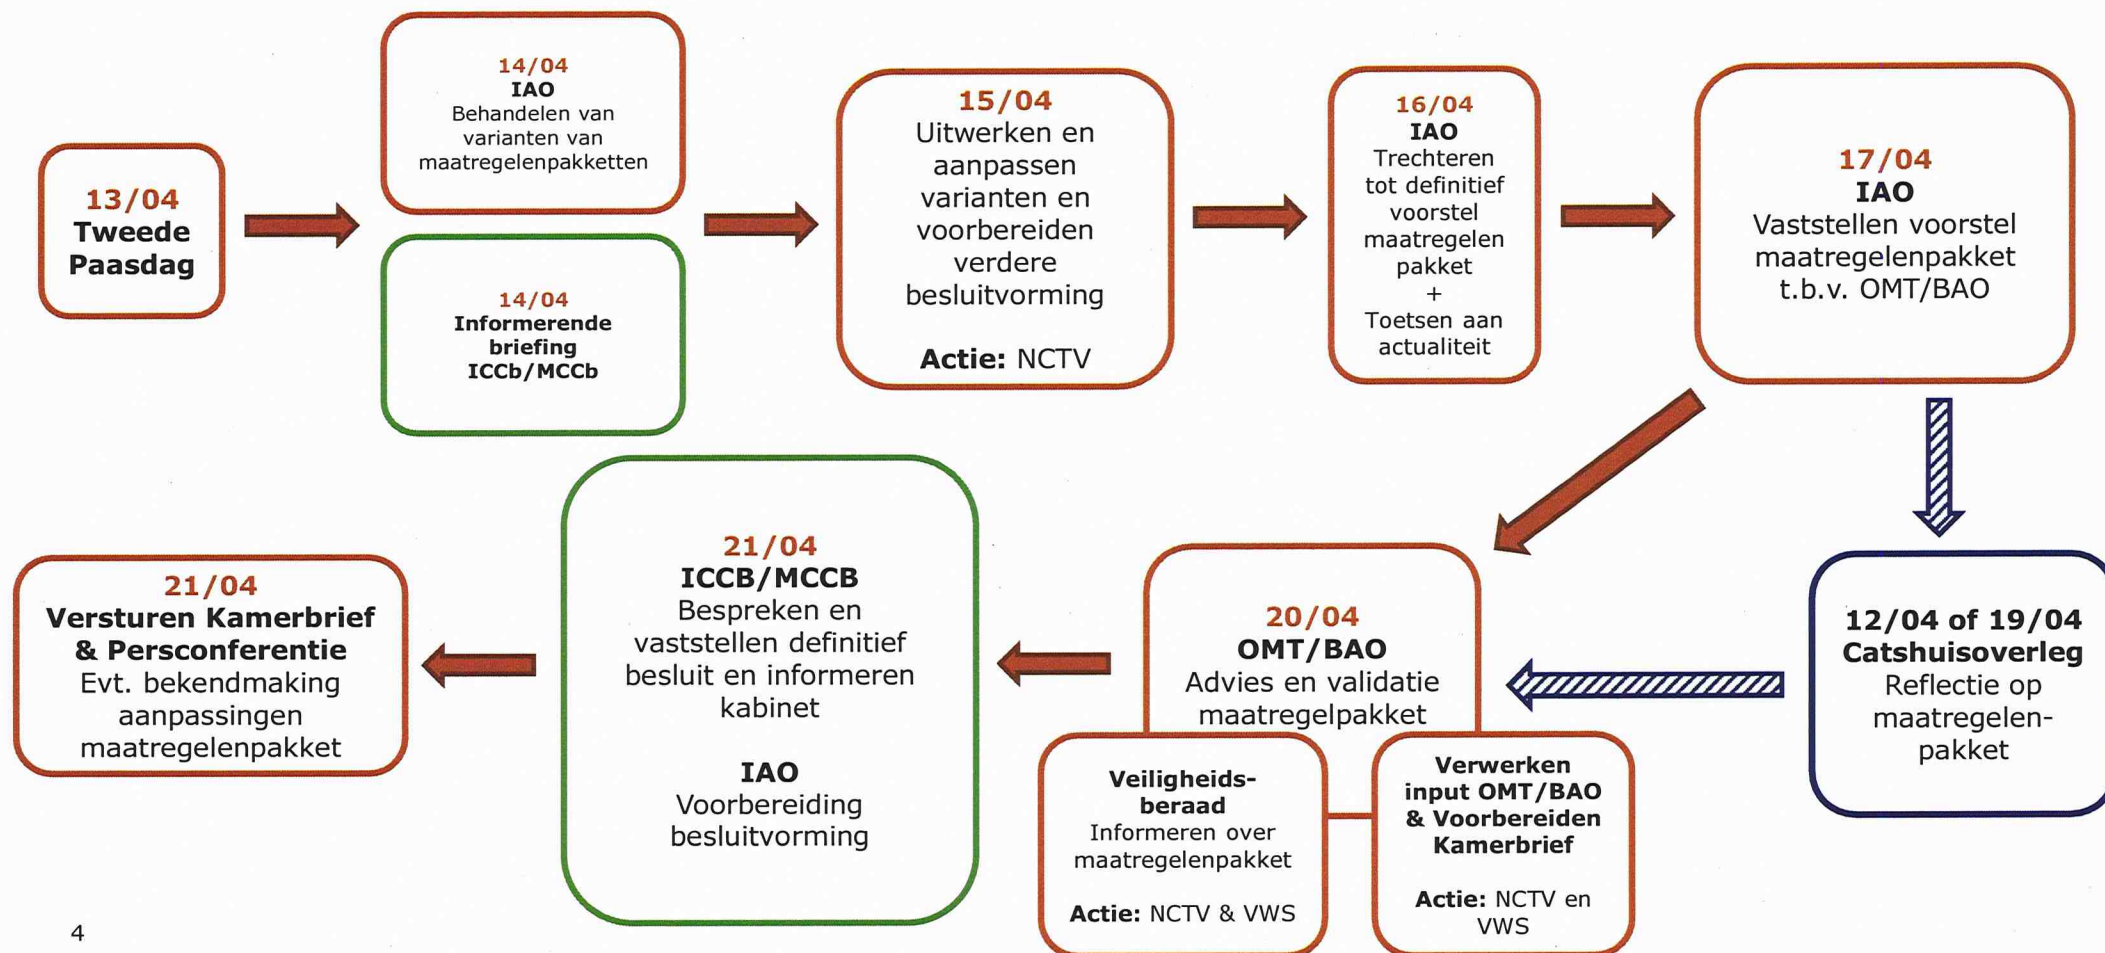 13/04
Tweede
Paasdag
14/04
IAO
Behandelen van
varianten van
maatregelenpakketten
14/04
Informerende
briefing
ICCb/MCCb
15/04
Uitwerken en
aanpassen
varianten en
voorbereiden
verdere
besluitvorming
Actie: NCTV
16/04
IAO
Trechteren
tot definitief
voorstel
maatregelen
pakket
+
Toetsen aan
actualiteit
17/04
IAO
Vaststellen voorstel
maatregelenpakket
t.b.v. OMT/BAO
12/04 of 19/04
Catshuisoverleg
Reflectie op
maatregelen-
pakket
20/04
OMT/BAO
Advies en validatie
maatregelpakket
Veiligheids-
beraad
Informeren over
maatregelenpakket
Actie: NCTV & VWS
Verwerken
input OMT/BAO
& Voorbereiden
Kamerbrief
Actie: NCTV en
VWS
21/04
ICCB/MCCB
Bespreken en
vaststellen definitief
besluit en informeren
kabinet
IAO
Voorbereiding
besluitvorming
21/04
Versturen Kamerbrief
& Persconferentie
Evt. bekendmaking
aanpassingen
maatregelenpakket
4